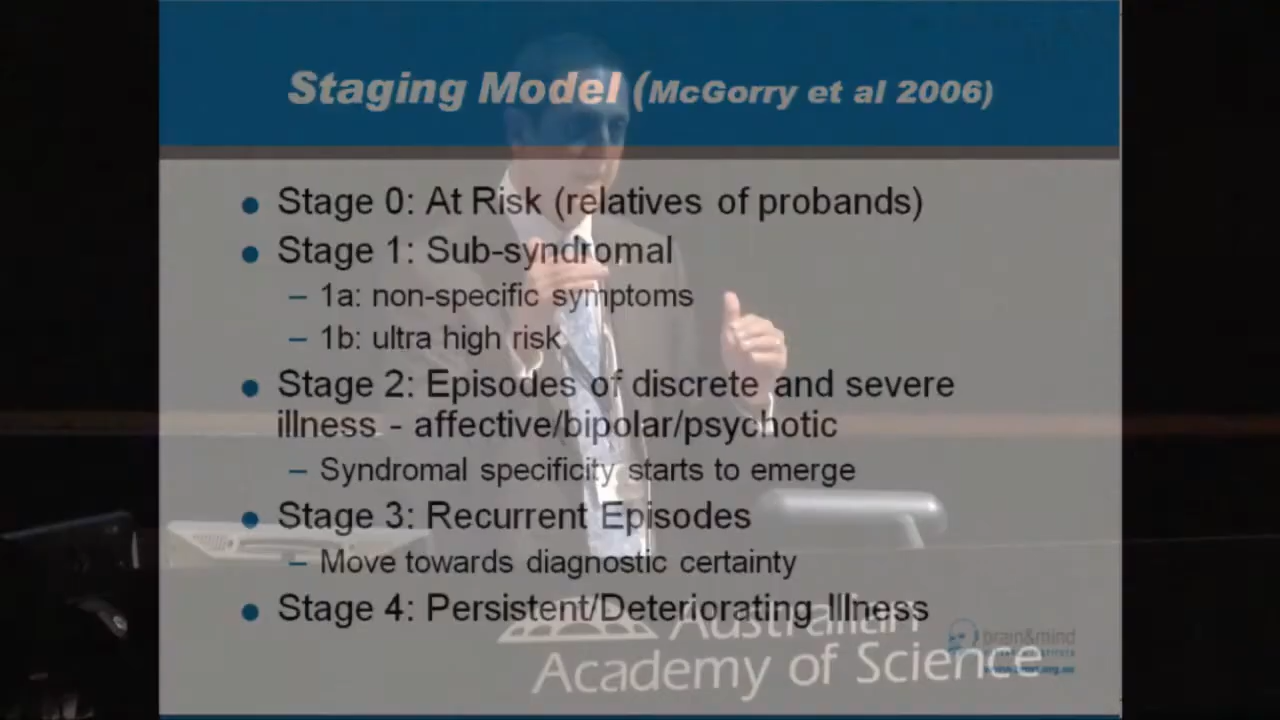 Staging Model (McGorry et al 2006)
• Stage 0: At Risk (relatives of probands)
• Stage 1: Sub-syndromal
– 1a: non-specific symptoms
– 1b: ultra high risk
• Stage 2: Episodes of discrete and severe
illness - affective/bipolar/psychotic
– Syndromal specificity starts to emerge
• Stage 3: Recurrent Episodes
– Move towards diagnostic certainty
• Stage 4: Persistent/Deteriorating Illness
Australian
Academy of Science
brain&mind